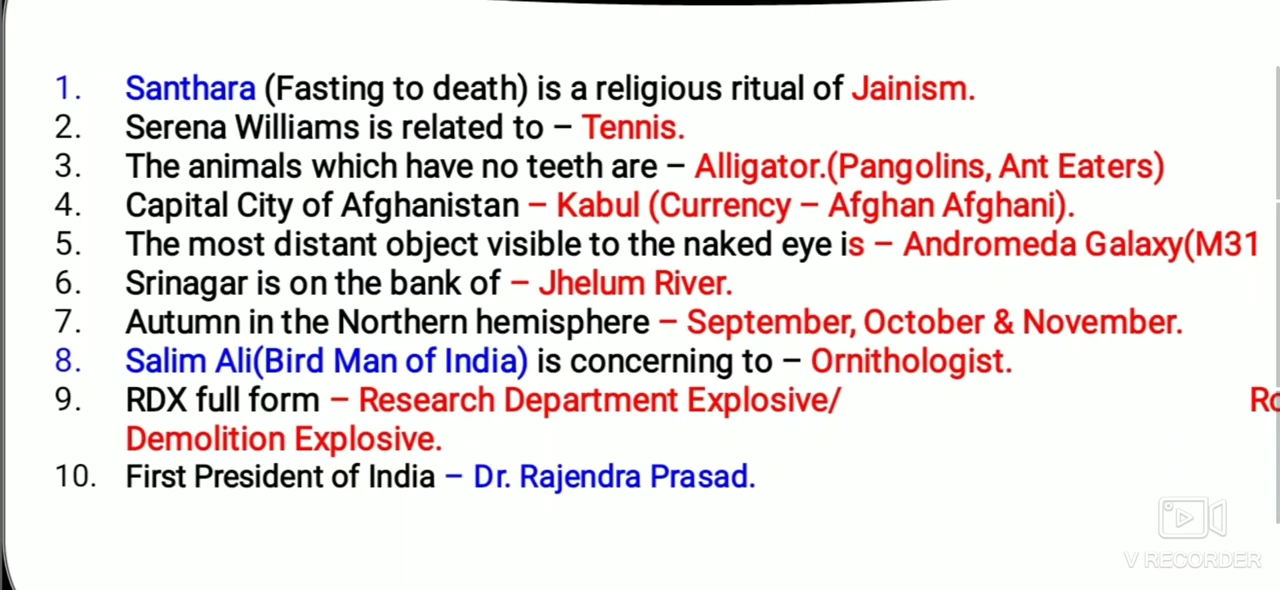 1. Santhara (Fasting to death) is a religious ritual of Jainism.
2. Serena Williams is related to – Tennis.
3. The animals which have no teeth are – Alligator.(Pangolins, Ant Eaters)
4. Capital City of Afghanistan – Kabul (Currency – Afghan Afghani).
5. The most distant object visible to the naked eye is – Andromeda Galaxy(M31
6. Srinagar is on the bank of – Jhelum River.
7. Autumn in the Northern hemisphere – September, October & November.
8. Salim Ali(Bird Man of India) is concerning to – Ornithologist.
9. RDX full form – Research Department Explosive/
Demolition Explosive.
10. First President of India – Dr. Rajendra Prasad.
V RECORDER